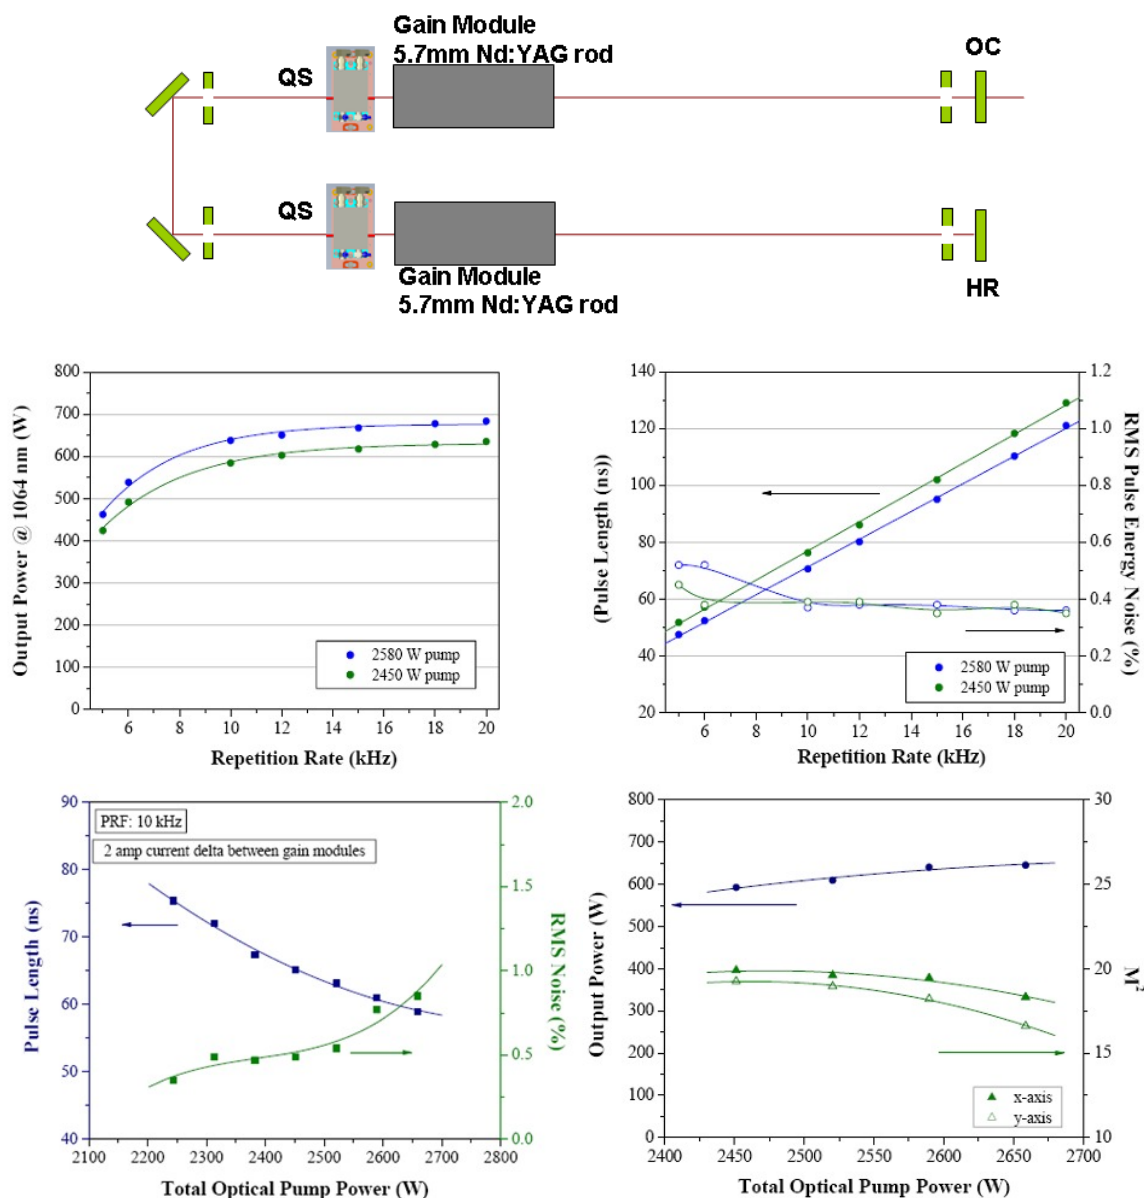 Gain Module
5.7mm Nd:YAG rod
OC
QS
QS
Gain Module
5.7mm Nd:YAG rod
HR
800
700
600
500
400
300
200
100
0
Output Power @ 1064 nm (W)
2580 W pump
2450 W pump
6 8 10 12 14 16 18 20
Repetition Rate (kHz)
140
120
100
80
60
40
20
(Pulse Length (ns))
1.2
1.0
0.8
0.6
0.4
0.2
0.0
RMS Pulse Energy Noise (%)
2580 W pump
2450 W pump
6 8 10 12 14 16 18 20
Repetition Rate (kHz)
90
80
70
60
50
40
Pulse Length (ns)
PRF: 10 kHz
2 amp current delta between gain modules
2.0
1.5
1.0
0.5
0.0
RMS Noise (%)
2100 2200 2300 2400 2500 2600 2700 2800
Total Optical Pump Power (W)
800
700
600
500
400
300
200
100
0
Output Power (W)
30
25
20
15
10
M²
x-axis
y-axis
2400 2450 2500 2550 2600 2650 2700
Total Optical Pump Power (W)